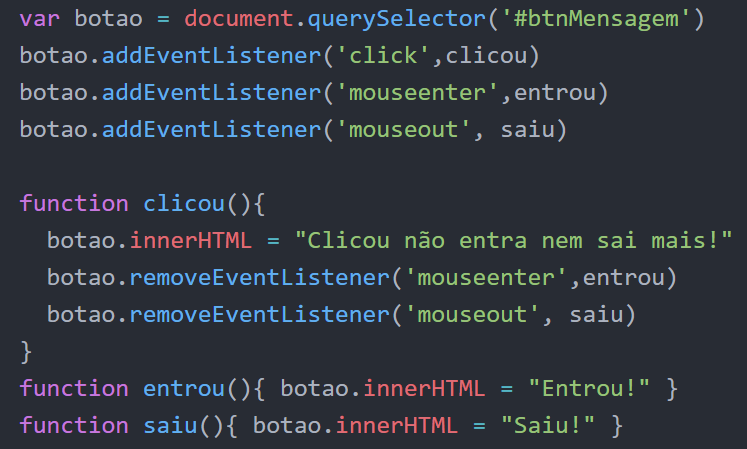 var botao = document.querySelector('#btnMensagem')
botao.addEventListener('click',clicou)
botao.addEventListener('mouseenter',entrou)
botao.addEventListener('mouseout', saiu)

function clicou(){
  botao.innerHTML = "Clicou não entra nem sai mais!"
  botao.removeEventListener('mouseenter',entrou)
  botao.removeEventListener('mouseout', saiu)
}
function entrou(){ botao.innerHTML = "Entrou!" }
function saiu(){ botao.innerHTML = "Saiu!" }